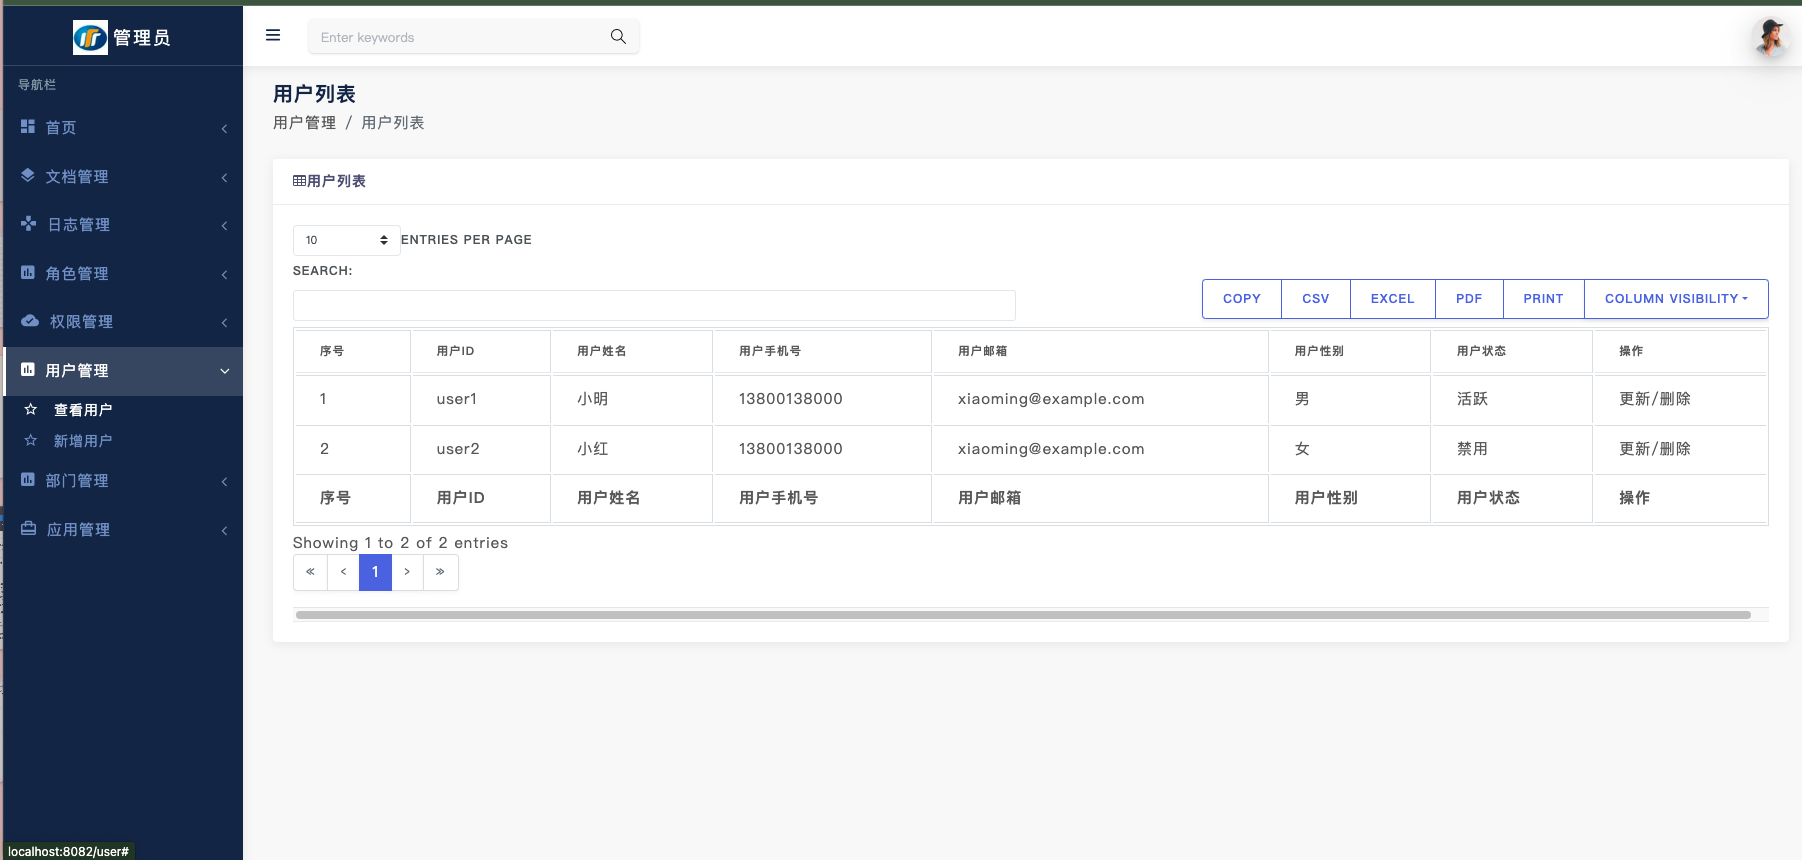 管理员
Enter keywords
导航栏
首页
文档管理
日志管理
角色管理
权限管理
用户管理
查看用户
新增用户
部门管理
应用管理
用户列表
用户管理 / 用户列表
用户列表
10 ENTRIES PER PAGE
SEARCH:
COPY CSV EXCEL PDF PRINT COLUMN VISIBILITY
序号 用户ID 用户姓名 用户手机号 用户邮箱 用户性别 用户状态 操作
1 user1 小明 13800138000 xiaoming@example.com 男 活跃 更新/删除
2 user2 小红 13800138000 xiaoming@example.com 女 禁用 更新/删除
序号 用户ID 用户姓名 用户手机号 用户邮箱 用户性别 用户状态 操作
Showing 1 to 2 of 2 entries
« ‹ 1 › »
localhost:8082/user#